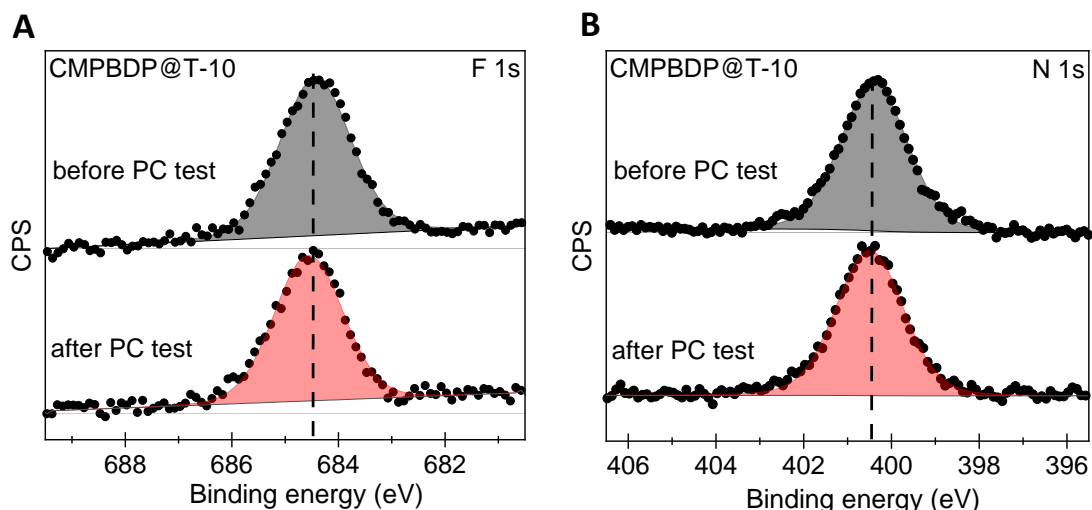 A
CMPBDP@T-10
F 1s
before PC test
after PC test
CPS
688
686
684
682
Binding energy (eV)
B
CMPBDP@T-10
N 1s
before PC test
after PC test
CPS
406
404
402
400
398
396
Binding energy (eV)